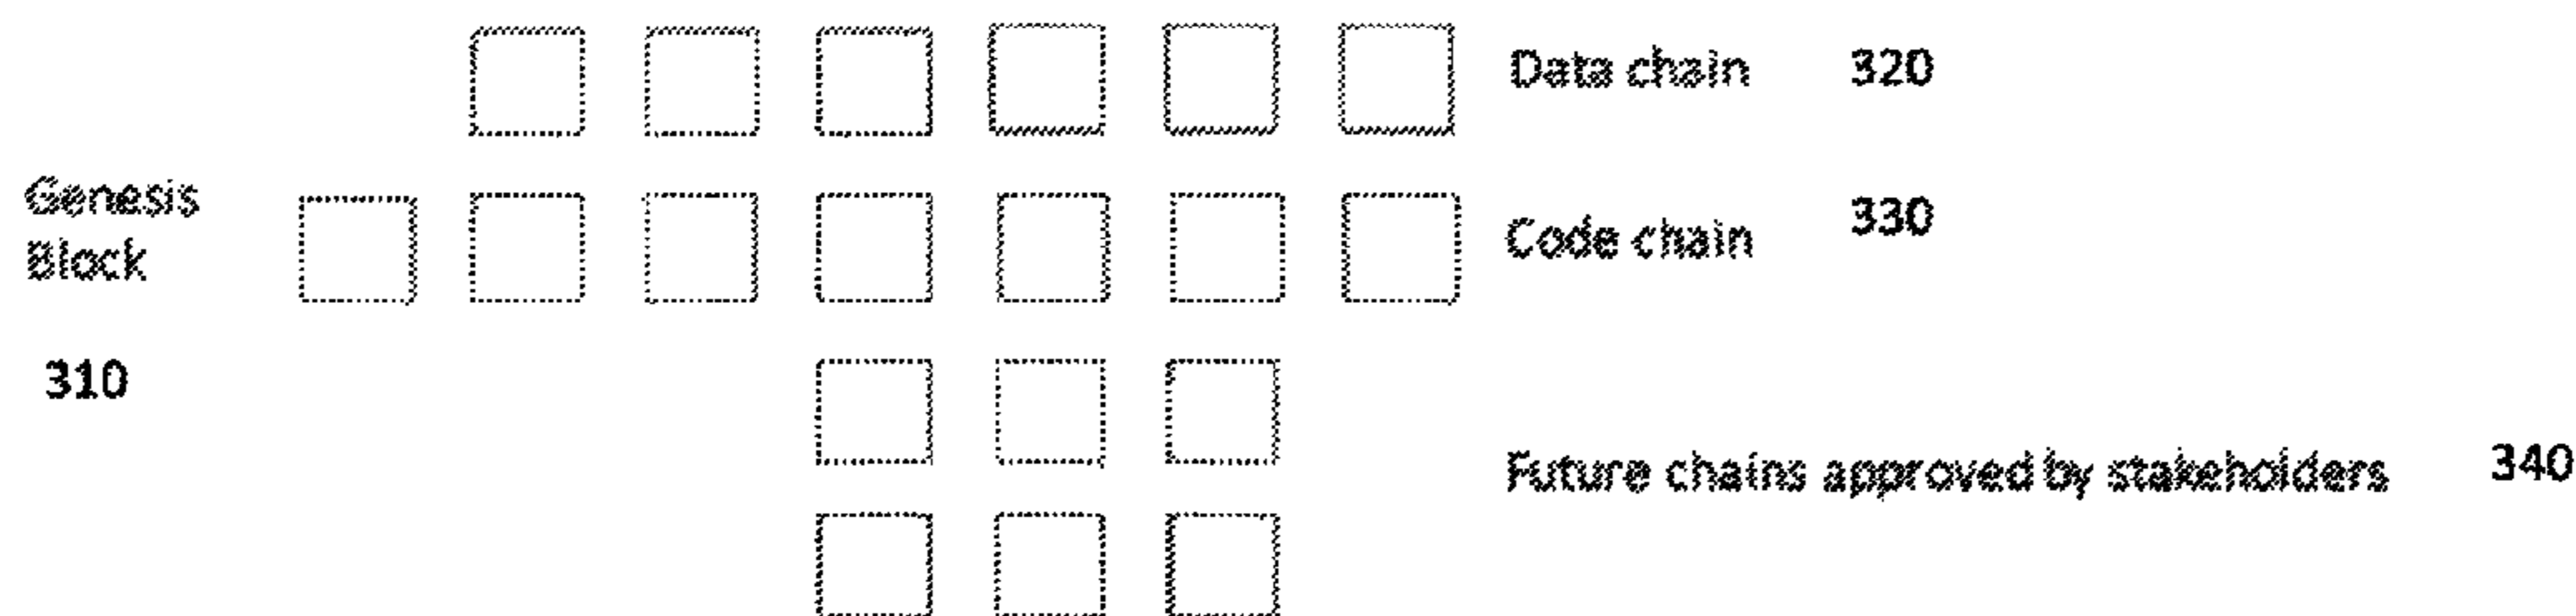 Data chain 320
Genesis
Block
310
Code chain 330
Future chains approved by stakeholders 340